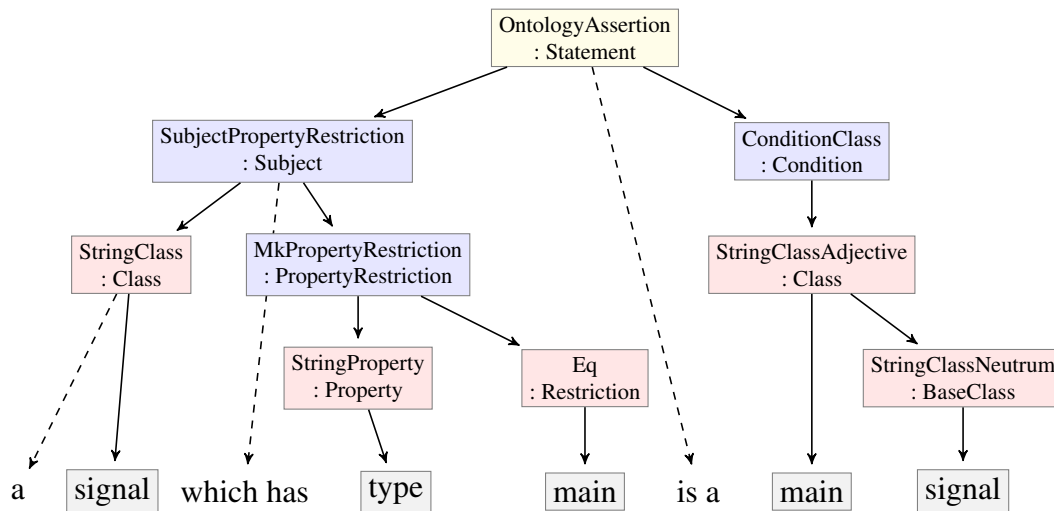 OntologyAssertion
: Statement
SubjectPropertyRestriction
: Subject
ConditionClass
: Condition
StringClass
: Class
MkPropertyRestriction
: PropertyRestriction
StringClassAdjective
: Class
StringProperty
: Property
Eq
: Restriction
StringClassNeutrum
: BaseClass
a signal which has type main is a main signal